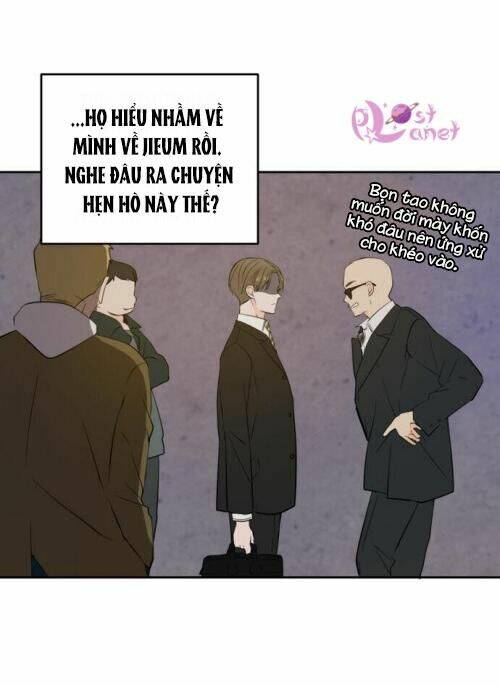 ...HỌ HIỂU NHẦM VỀ
MÌNH VỀ JIEUM RỒI.
NGHE ĐÂU RA CHUYỆN
HẸN HÒ NÀY THẾ?
Lost
Planet
Bọn tao không
muốn đời mày khốn
khó đâu nên ứng xử
cho khéo vào.